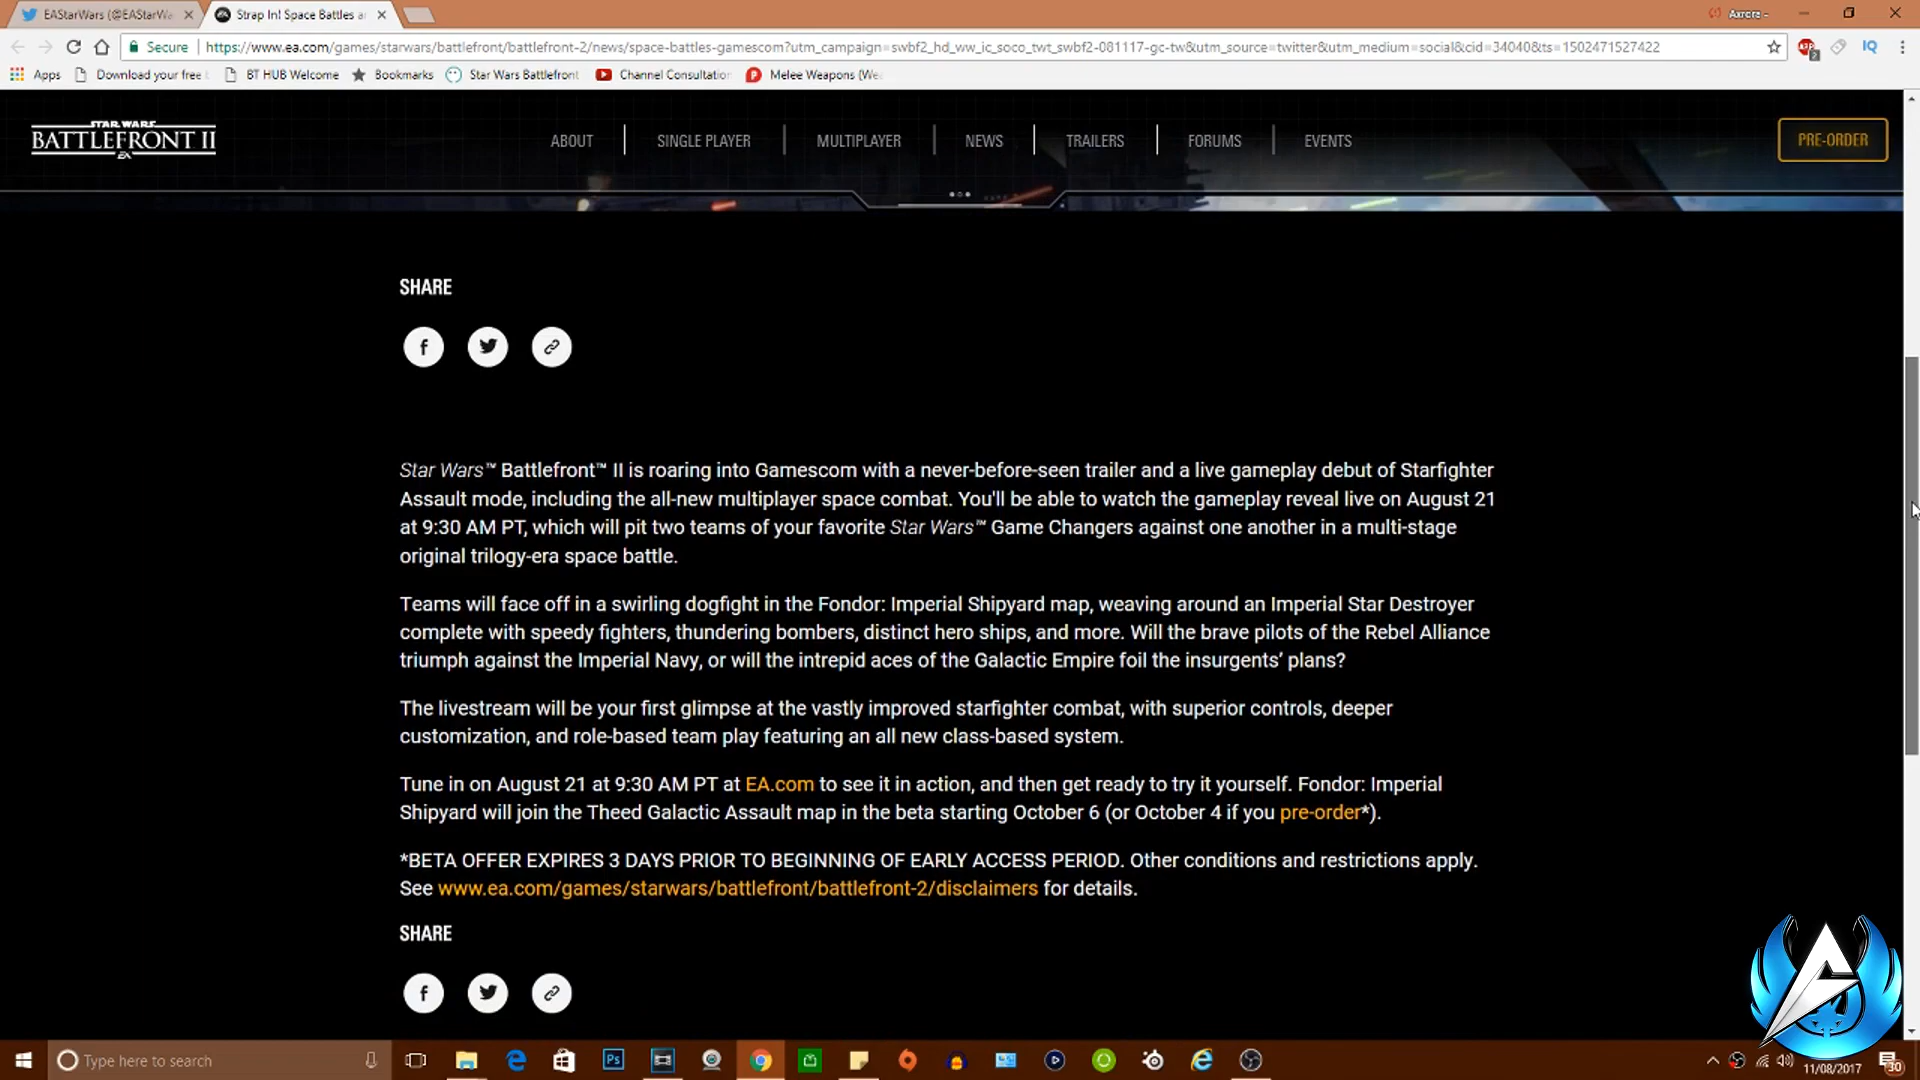 EAStarWars (@EAStarWa
Strap In! Space Battles a
Axrora -
Secure
https://www.ea.com/games/starwars/battlefront/battlefront-2/news/space-battles-gamescom?utm_campaign=swbf2_hd_ww_ic_soco_twt_swbf2-081117-gc-tw&utm_source=twitter&utm_medium=social&cid=34040&ts=1502471527422
ABP 2
IQ
Apps Download your free BT HUB Welcome Bookmarks Star Wars Battlefront Channel Consultation Melee Weapons (We
STAR WARS
BATTLEFRONT II
EA
ABOUT SINGLE PLAYER MULTIPLAYER NEWS TRAILERS FORUMS EVENTS
PRE-ORDER
SHARE
Star Wars™ Battlefront™ II is roaring into Gamescom with a never-before-seen trailer and a live gameplay debut of Starfighter
Assault mode, including the all-new multiplayer space combat. You'll be able to watch the gameplay reveal live on August 21
at 9:30 AM PT, which will pit two teams of your favorite Star Wars™ Game Changers against one another in a multi-stage
original trilogy-era space battle.
Teams will face off in a swirling dogfight in the Fondor: Imperial Shipyard map, weaving around an Imperial Star Destroyer
complete with speedy fighters, thundering bombers, distinct hero ships, and more. Will the brave pilots of the Rebel Alliance
triumph against the Imperial Navy, or will the intrepid aces of the Galactic Empire foil the insurgents’ plans?
The livestream will be your first glimpse at the vastly improved starfighter combat, with superior controls, deeper
customization, and role-based team play featuring an all new class-based system.
Tune in on August 21 at 9:30 AM PT at EA.com to see it in action, and then get ready to try it yourself. Fondor: Imperial
Shipyard will join the Theed Galactic Assault map in the beta starting October 6 (or October 4 if you pre-order*).
*BETA OFFER EXPIRES 3 DAYS PRIOR TO BEGINNING OF EARLY ACCESS PERIOD. Other conditions and restrictions apply.
See www.ea.com/games/starwars/battlefront/battlefront-2/disclaimers for details.
SHARE
Type here to search
Ps
11/08/2017
30